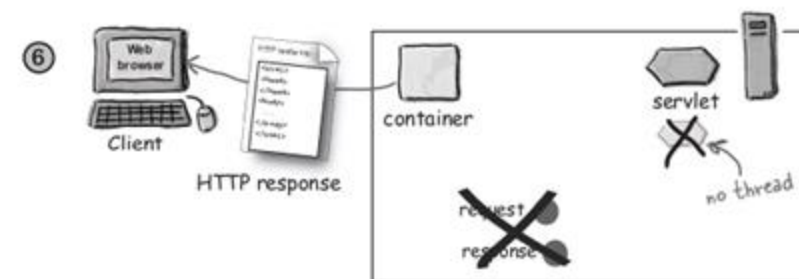 6
Web
browser
Client
HTTP response
container
servlet
no thread
request
response